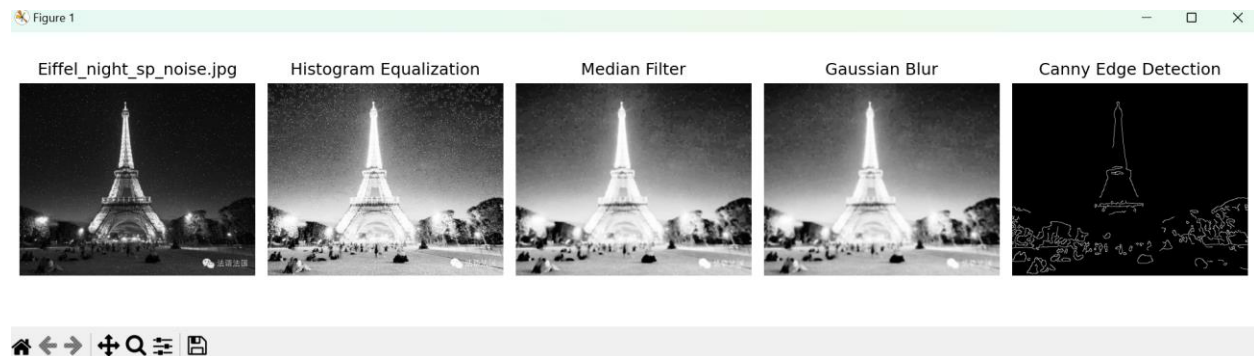 Figure 1
Eiffel_night_sp_noise.jpg
Histogram Equalization
Median Filter
Gaussian Blur
Canny Edge Detection